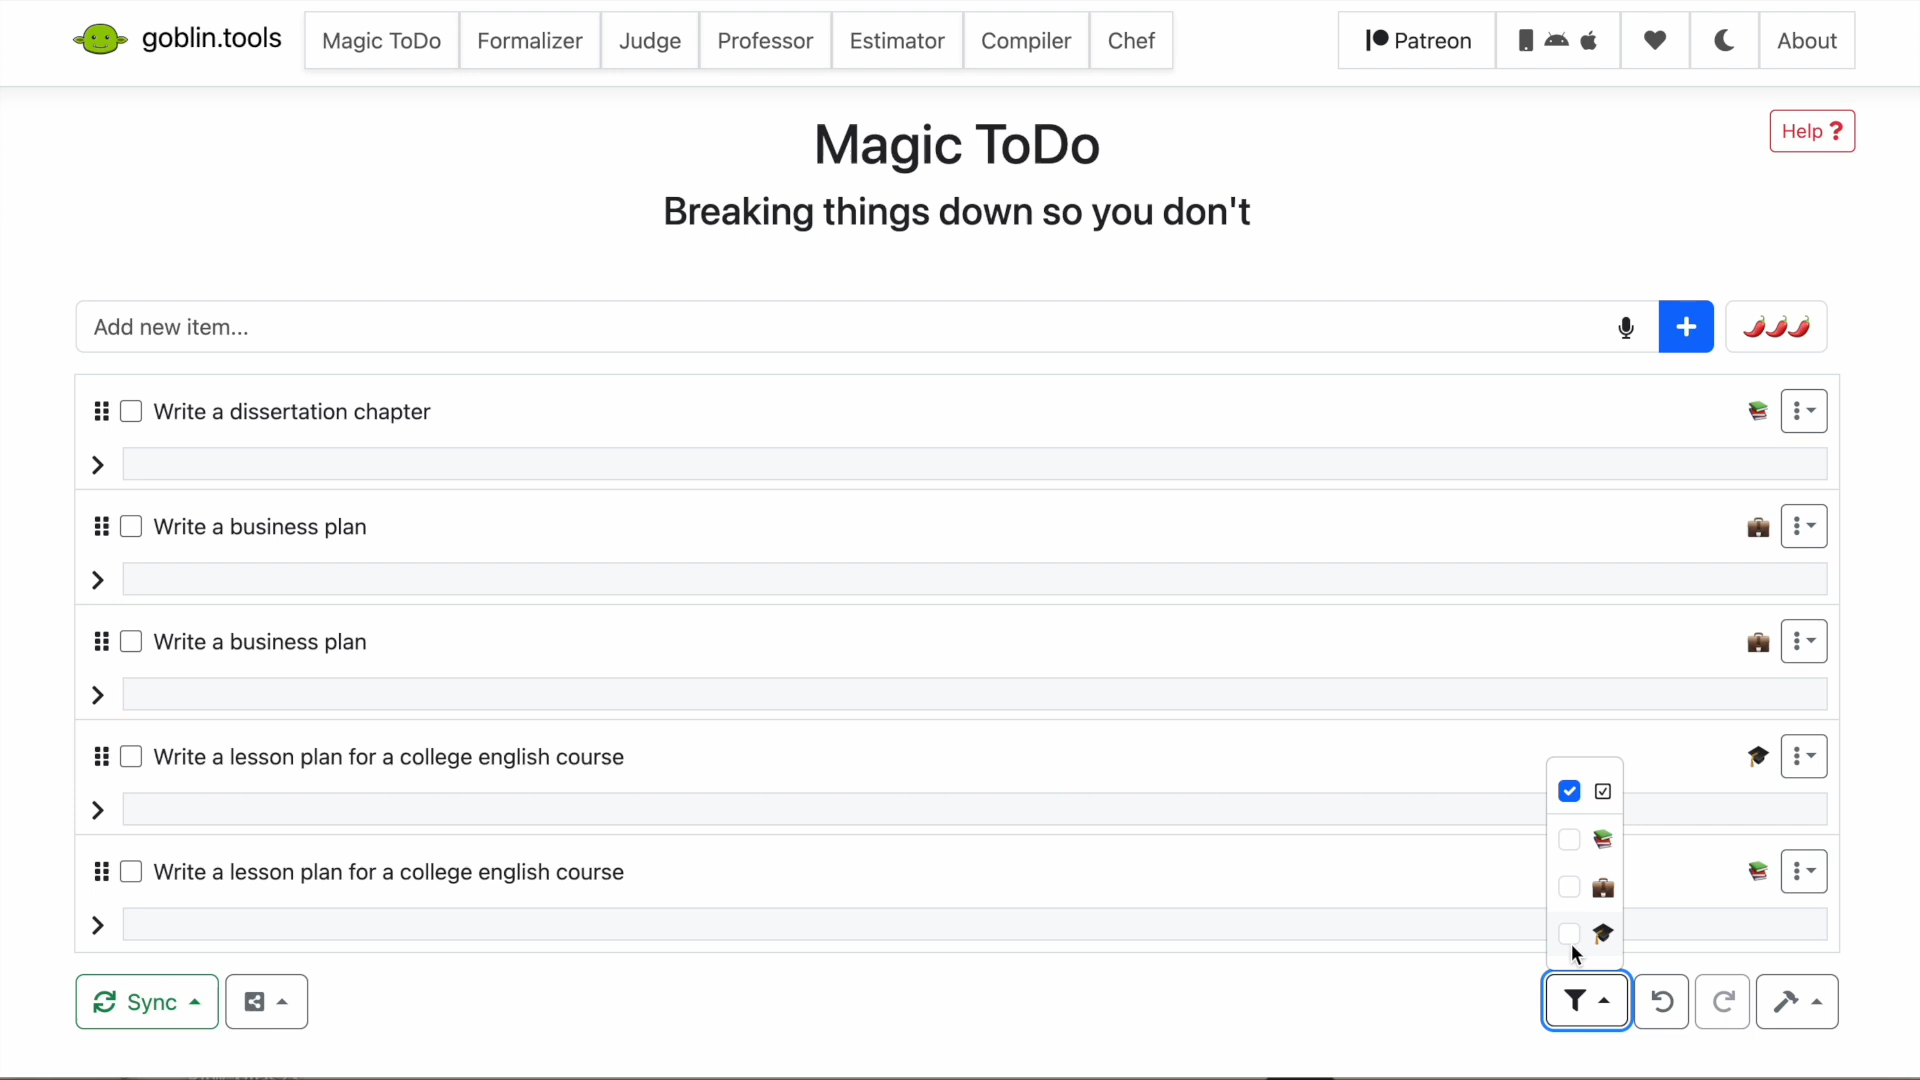 goblin.tools
Magic ToDo
Formalizer
Judge
Professor
Estimator
Compiler
Chef
Patreon
About
Help ?
Magic ToDo
Breaking things down so you don't
Add new item...
Write a dissertation chapter
Write a business plan
Write a business plan
Write a lesson plan for a college english course
Write a lesson plan for a college english course
Sync